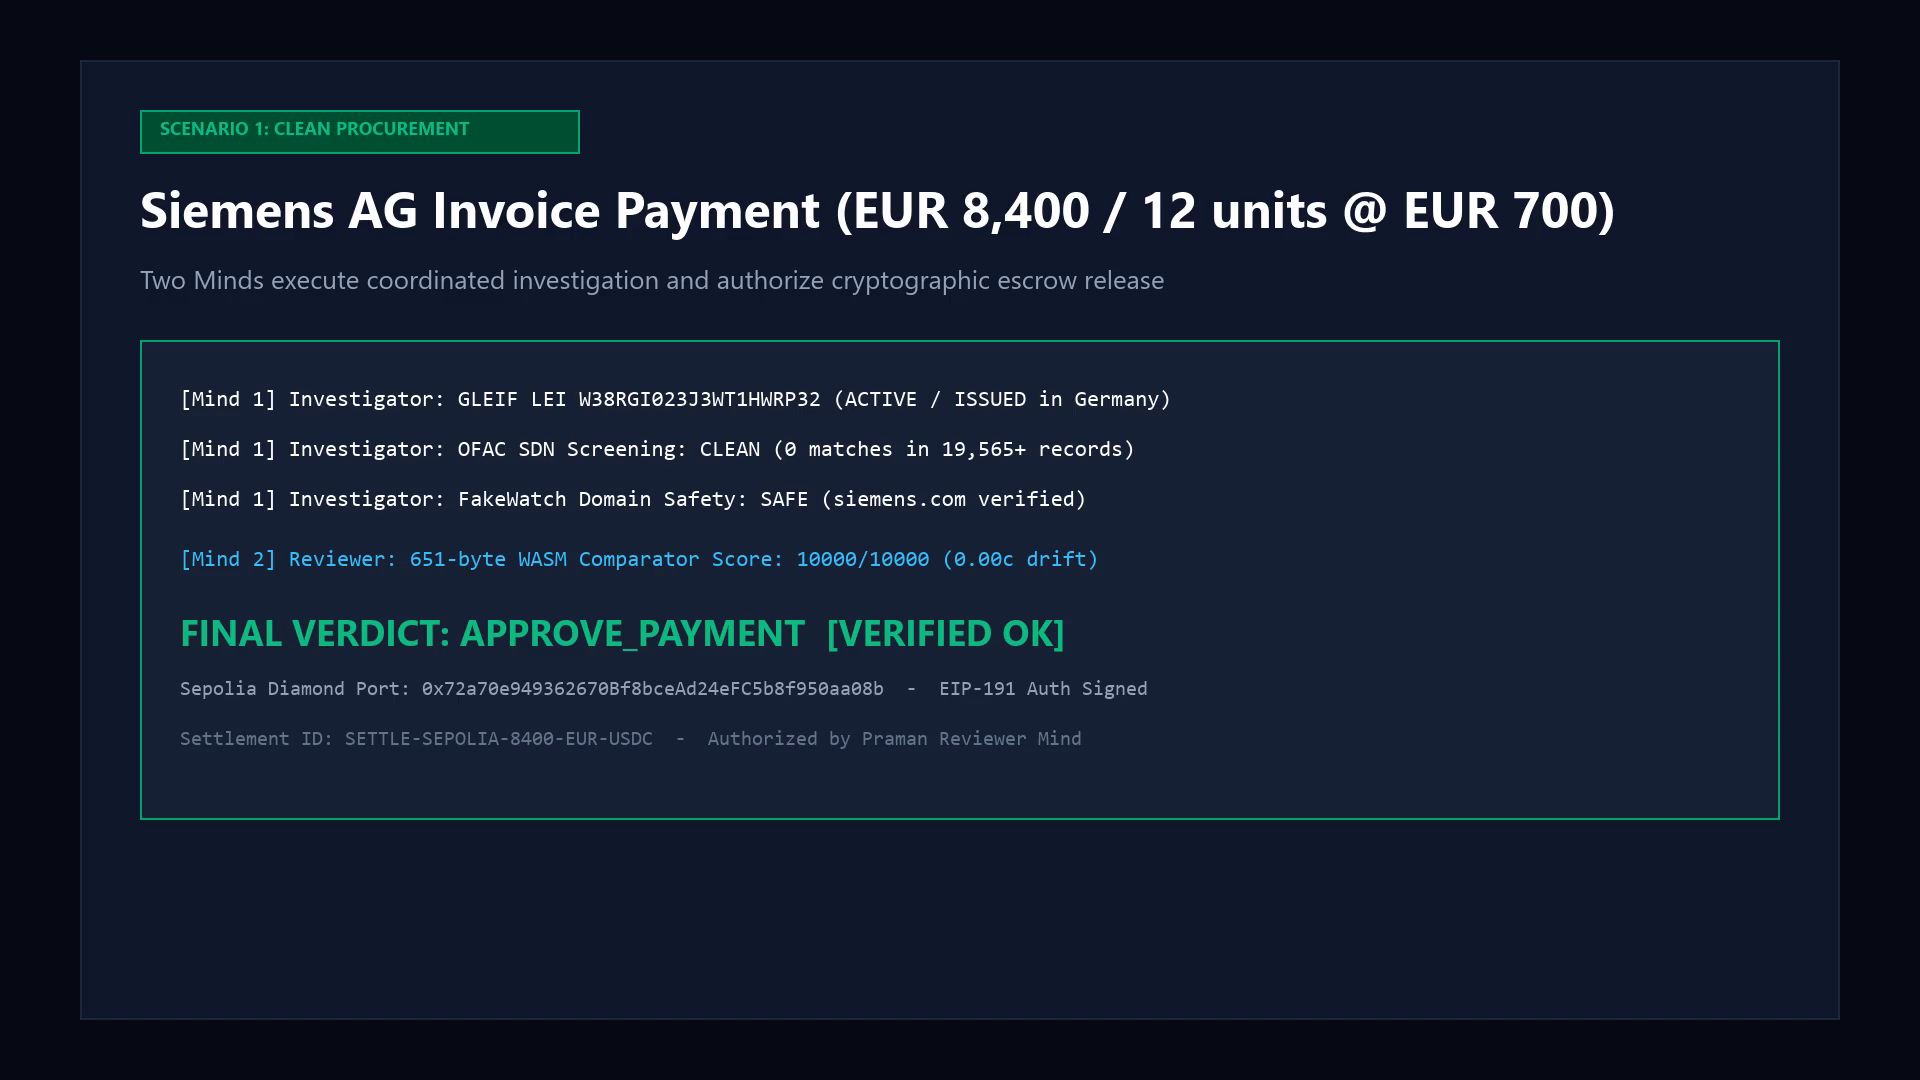 SCENARIO 1: CLEAN PROCUREMENT
Siemens AG Invoice Payment (EUR 8,400 / 12 units @ EUR 700)
Two Minds execute coordinated investigation and authorize cryptographic escrow release
[Mind 1] Investigator: GLEIF LEI W38RGI023J3WT1HWRP32 (ACTIVE / ISSUED in Germany)
[Mind 1] Investigator: OFAC SDN Screening: CLEAN (0 matches in 19,565+ records)
[Mind 1] Investigator: FakeWatch Domain Safety: SAFE (siemens.com verified)
[Mind 2] Reviewer: 651-byte WASM Comparator Score: 10000/10000 (0.00c drift)
FINAL VERDICT: APPROVE_PAYMENT [VERIFIED OK]
Sepolia Diamond Port: 0x72a70e949362670Bf8bceAd24eFC5b8f950aa08b - EIP-191 Auth Signed
Settlement ID: SETTLE-SEPOLIA-8400-EUR-USDC - Authorized by Praman Reviewer Mind